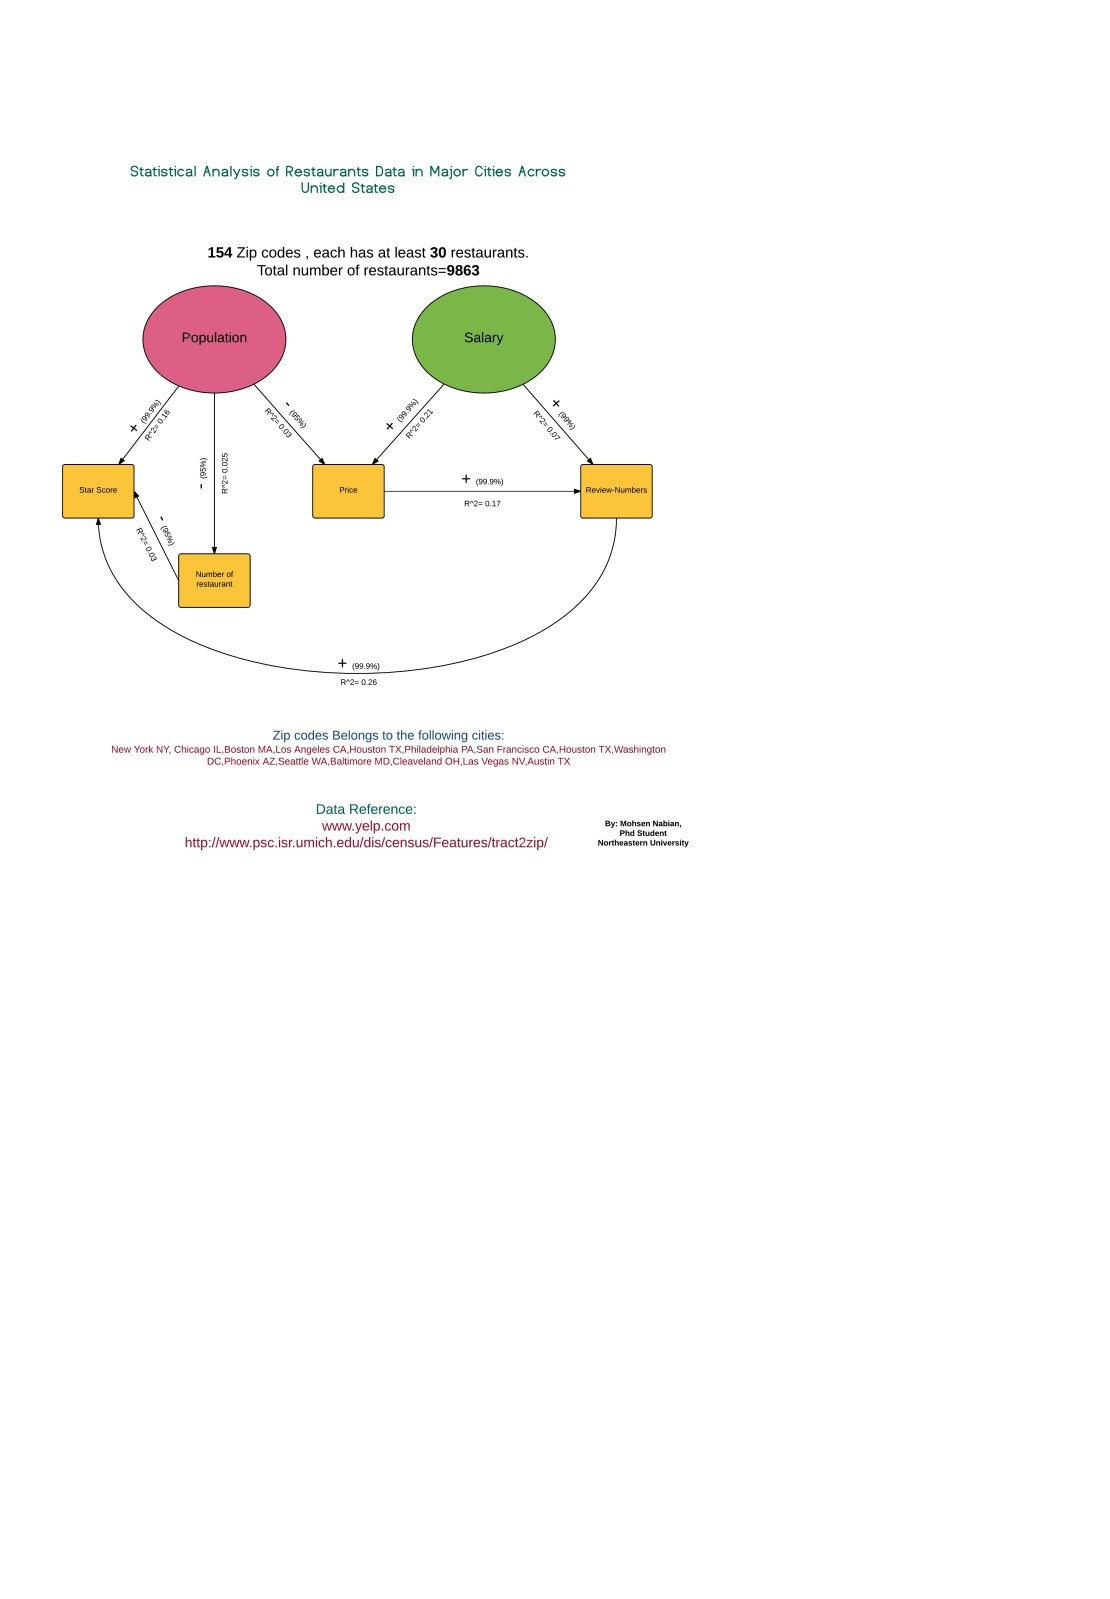 Statistical Analysis of Restaurants Data in Major Cities Across
United States
154 Zip codes , each has at least 30 restaurants.
Total number of restaurants=9863
Population
Salary
+ (99.9%)
R^2= 0.16
- (95%)
R^2= 0.025
- (95%)
R^2= 0.03
+ (99.9%)
R^2= 0.21
+ (99%)
R^2= 0.07
Star Score
Price
+ (99.9%)
R^2= 0.17
Review-Numbers
- (95%)
R^2= 0.03
Number of
restaurant
+ (99.9%)
R^2= 0.26
Zip codes Belongs to the following cities:
New York NY, Chicago IL,Boston MA,Los Angeles CA,Houston TX,Philadelphia PA,San Francisco CA,Houston TX,Washington
DC,Phoenix AZ,Seattle WA,Baltimore MD,Cleaveland OH,Las Vegas NV,Austin TX
Data Reference:
www.yelp.com
http://www.psc.isr.umich.edu/dis/census/Features/tract2zip/
By: Mohsen Nabian,
Phd Student
Northeastern University